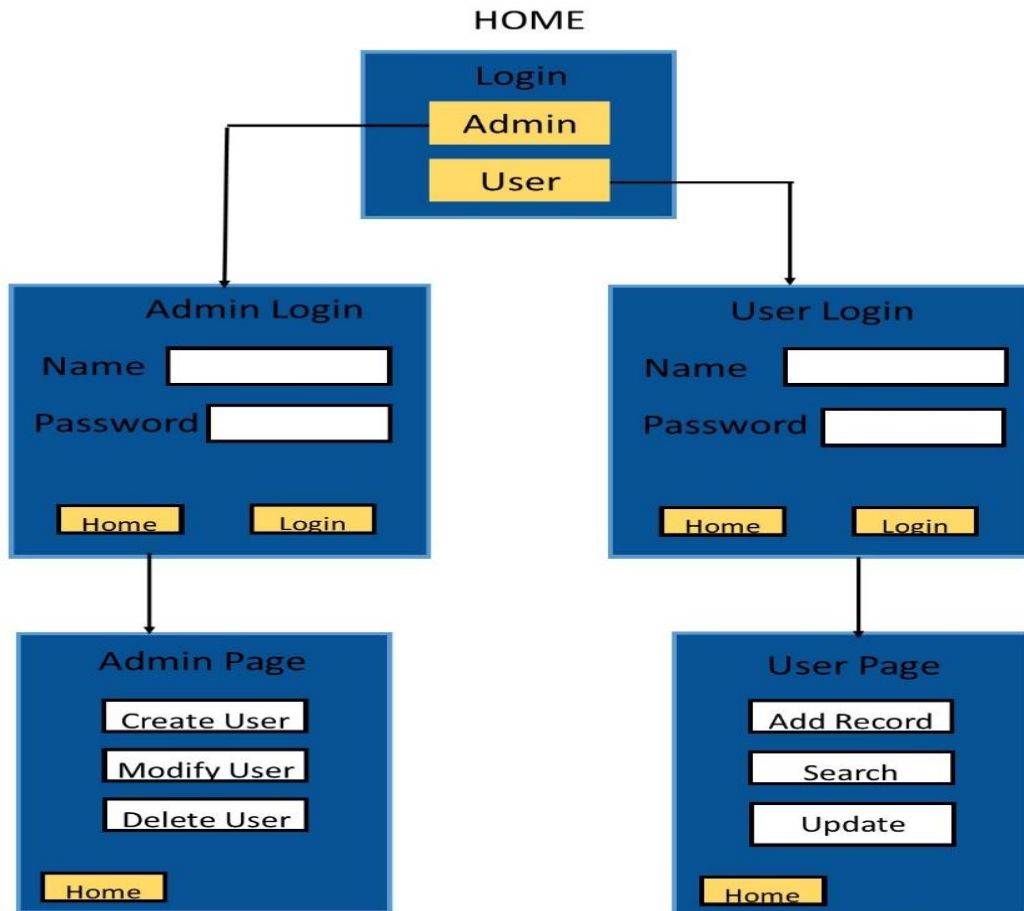 HOME
Login
Admin
User
Admin Login
Name
Password
Home
Login
User Login
Name
Password
Home
Login
Admin Page
Create User
Modify User
Delete User
Home
User Page
Add Record
Search
Update
Home